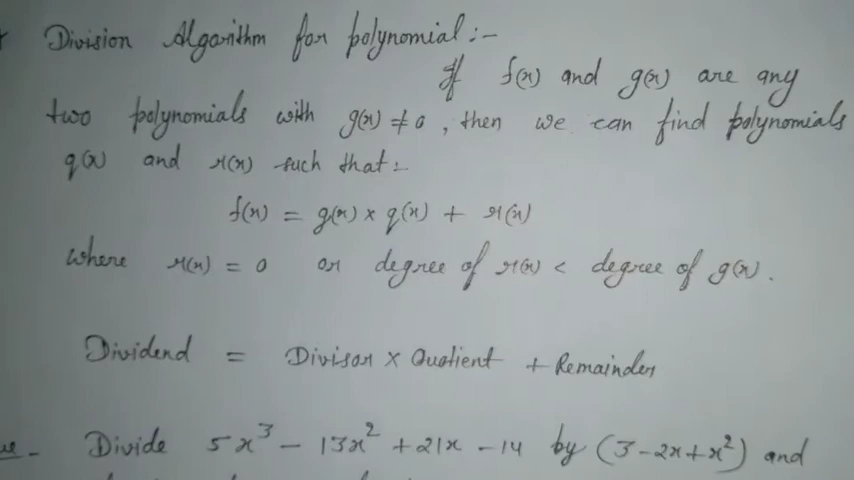 Division Algorithm for polynomial :-
If f(x) and g(x) are any
two polynomials with g(x) ≠ 0 , then we can find polynomials
q(x) and r(x) such that :-
f(x) = g(x) × q(x) + r(x)
where r(x) = 0 or degree of r(x) < degree of g(x) .
Dividend = Divisor × Quotient + Remainder
Divide 5x³ - 13x² + 21x - 14 by (3 - 2x + x²) and